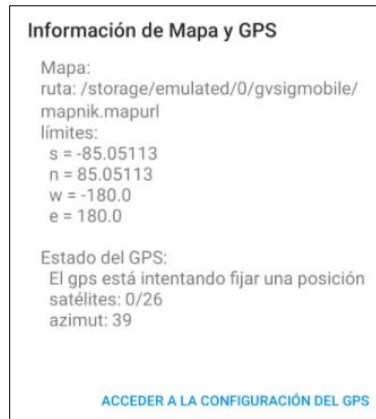 Información de Mapa y GPS
Mapa:
ruta: /storage/emulated/0/gvsigmobile/
mapnik.mapurl
límites:
s = -85.05113
n = 85.05113
w = -180.0
e = 180.0
Estado del GPS:
El gps está intentando fijar una posición
satélites: 0/26
azimut: 39
ACCEDER A LA CONFIGURACIÓN DEL GPS